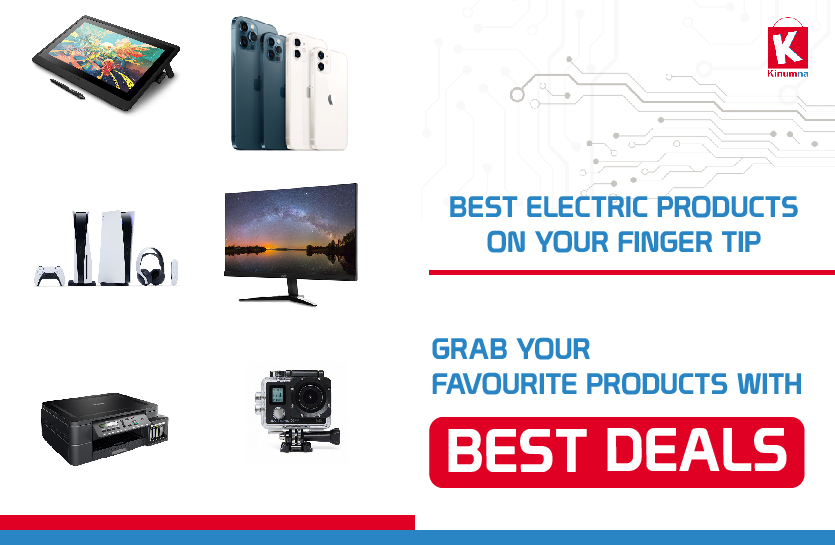 Kinumna
BEST ELECTRIC PRODUCTS
ON YOUR FINGER TIP
GRAB YOUR
FAVOURITE PRODUCTS WITH
BEST DEALS